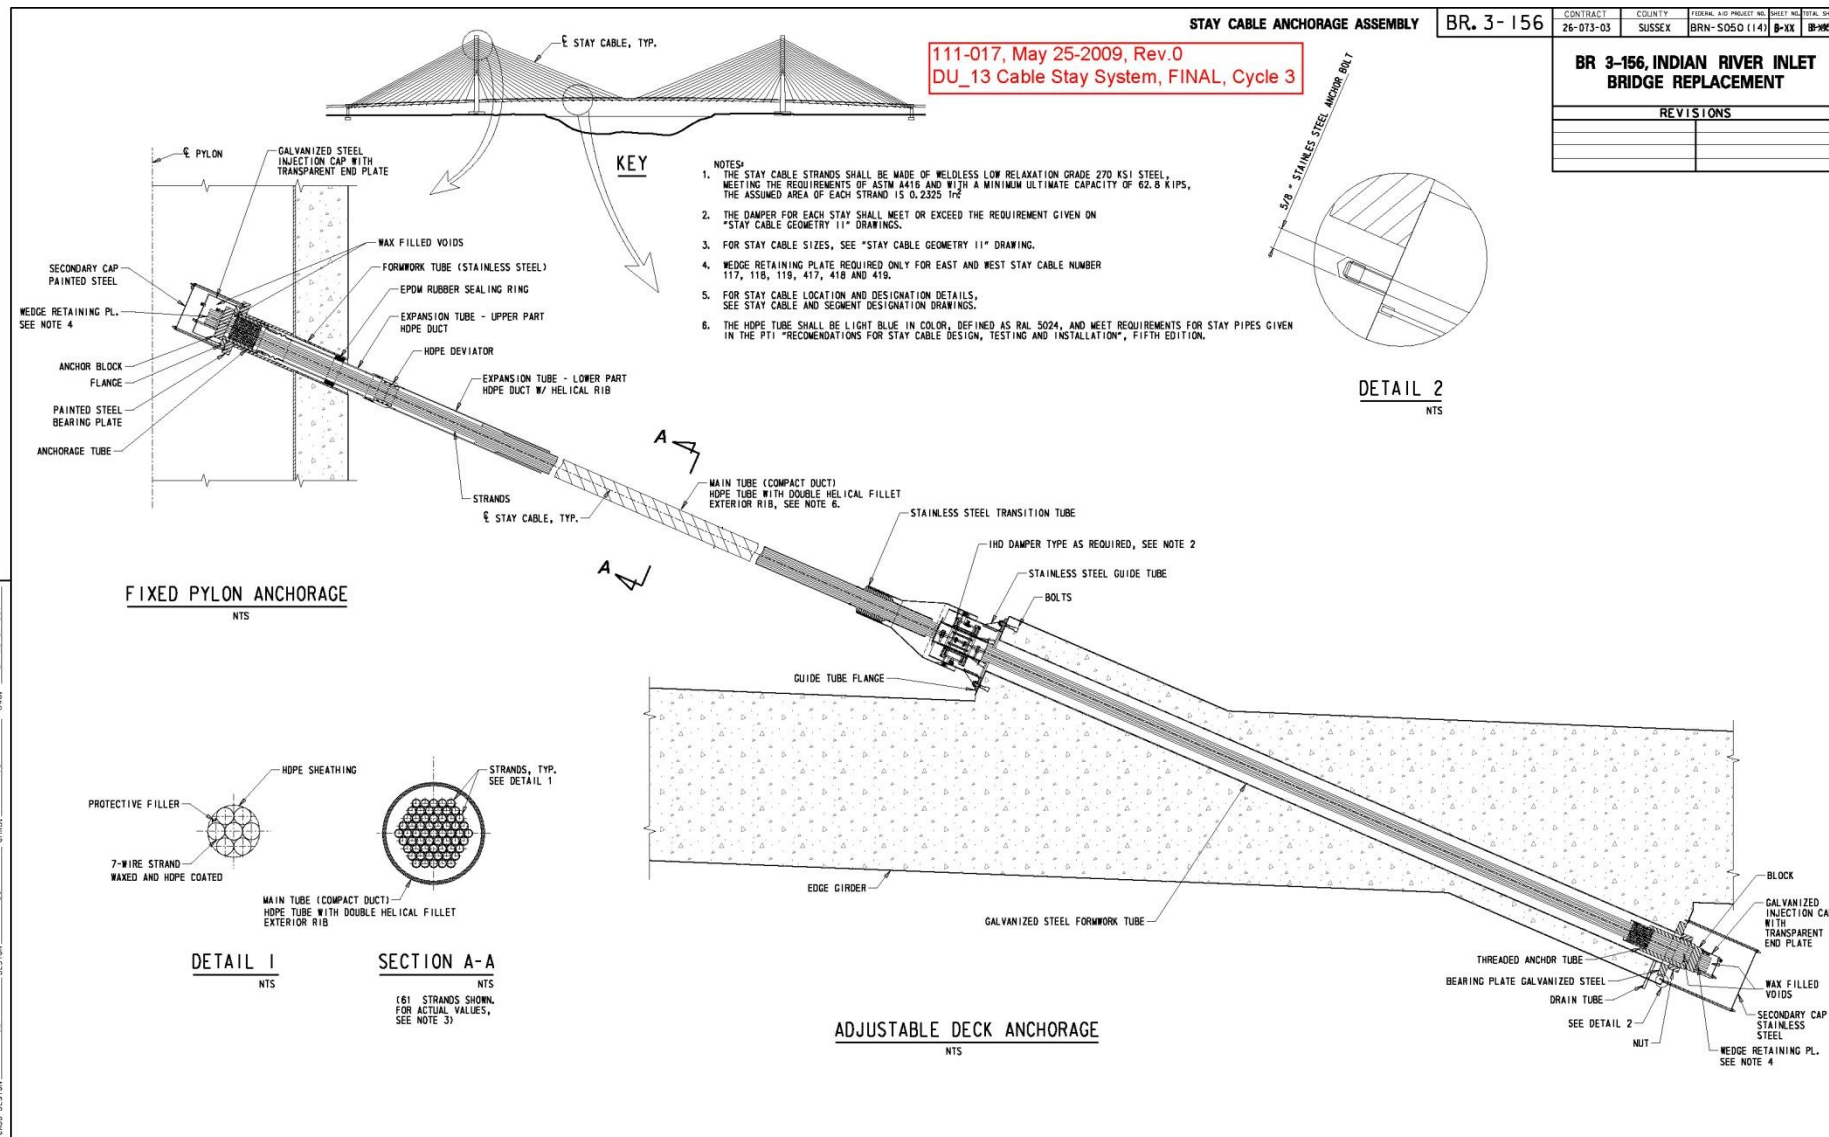 STAY CABLE ANCHORAGE ASSEMBLY
BR. 3-156
CONTRACT
COUNTY
FEDERAL AID PROJECT NO.
SHEET NO.
26-073-03
SUSSEX
BRN-S050(14)
BR 3-156, INDIAN RIVER INLET
BRIDGE REPLACEMENT
REVISIONS
111-017, May 25-2009, Rev.0
DU_13 Cable Stay System, FINAL, Cycle 3
℄ STAY CABLE, TYP.
KEY
NOTES:
1. THE STAY CABLE STRANDS SHALL BE MADE OF WELDLESS LOW RELAXATION GRADE 270 KSI STEEL,
MEETING THE REQUIREMENTS OF ASTM A416 AND WITH A MINIMUM ULTIMATE CAPACITY OF 62.8 KIPS,
THE ASSUMED AREA OF EACH STRAND IS 0.2325 In²
2. THE DAMPER FOR EACH STAY SHALL MEET OR EXCEED THE REQUIREMENT GIVEN ON
"STAY CABLE GEOMETRY II" DRAWINGS.
3. FOR STAY CABLE SIZES, SEE "STAY CABLE GEOMETRY II" DRAWING.
4. WEDGE RETAINING PLATE REQUIRED ONLY FOR EAST AND WEST STAY CABLE NUMBER
117, 118, 119, 417, 418 AND 419.
5. FOR STAY CABLE LOCATION AND DESIGNATION DETAILS,
SEE STAY CABLE AND SEGMENT DESIGNATION DRAWINGS.
6. THE HDPE TUBE SHALL BE LIGHT BLUE IN COLOR, DEFINED AS RAL 5024, AND MEET REQUIREMENTS FOR STAY PIPES GIVEN
IN THE PTI "RECOMENDATIONS FOR STAY CABLE DESIGN, TESTING AND INSTALLATION", FIFTH EDITION.
5/8 " STAINLES STEEL ANCHOR BOLT
DETAIL 2
NTS
℄ PYLON
GALVANIZED STEEL
INJECTION CAP WITH
TRANSPARENT END PLATE
WAX FILLED VOIDS
FORMWORK TUBE (STAINLESS STEEL)
EPDM RUBBER SEALING RING
EXPANSION TUBE - UPPER PART
HDPE DUCT
HDPE DEVIATOR
EXPANSION TUBE - LOWER PART
HDPE DUCT W/ HELICAL RIB
SECONDARY CAP
PAINTED STEEL
WEDGE RETAINING PL.
SEE NOTE 4
ANCHOR BLOCK
FLANGE
PAINTED STEEL
BEARING PLATE
ANCHORAGE TUBE
STRANDS
℄ STAY CABLE, TYP.
A
A
MAIN TUBE (COMPACT DUCT)
HDPE TUBE WITH DOUBLE HELICAL FILLET
EXTERIOR RIB, SEE NOTE 6.
STAINLESS STEEL TRANSITION TUBE
IHD DAMPER TYPE AS REQUIRED, SEE NOTE 2
STAINLESS STEEL GUIDE TUBE
BOLTS
GUIDE TUBE FLANGE
FIXED PYLON ANCHORAGE
NTS
HDPE SHEATHING
PROTECTIVE FILLER
7-WIRE STRAND
WAXED AND HDPE COATED
DETAIL 1
NTS
STRANDS, TYP.
SEE DETAIL 1
MAIN TUBE (COMPACT DUCT)
HDPE TUBE WITH DOUBLE HELICAL FILLET
EXTERIOR RIB
SECTION A-A
NTS
(61 STRANDS SHOWN.
FOR ACTUAL VALUES,
SEE NOTE 3)
EDGE GIRDER
GALVANIZED STEEL FORMWORK TUBE
BLOCK
GALVANIZED
INJECTION CA
WITH
TRANSPARENT
END PLATE
THREADED ANCHOR TUBE
BEARING PLATE GALVANIZED STEEL
DRAIN TUBE
SEE DETAIL 2
NUT
WAX FILLED
VOIDS
SECONDARY CAP
STAINLESS
STEEL
WEDGE RETAINING PL.
SEE NOTE 4
ADJUSTABLE DECK ANCHORAGE
NTS